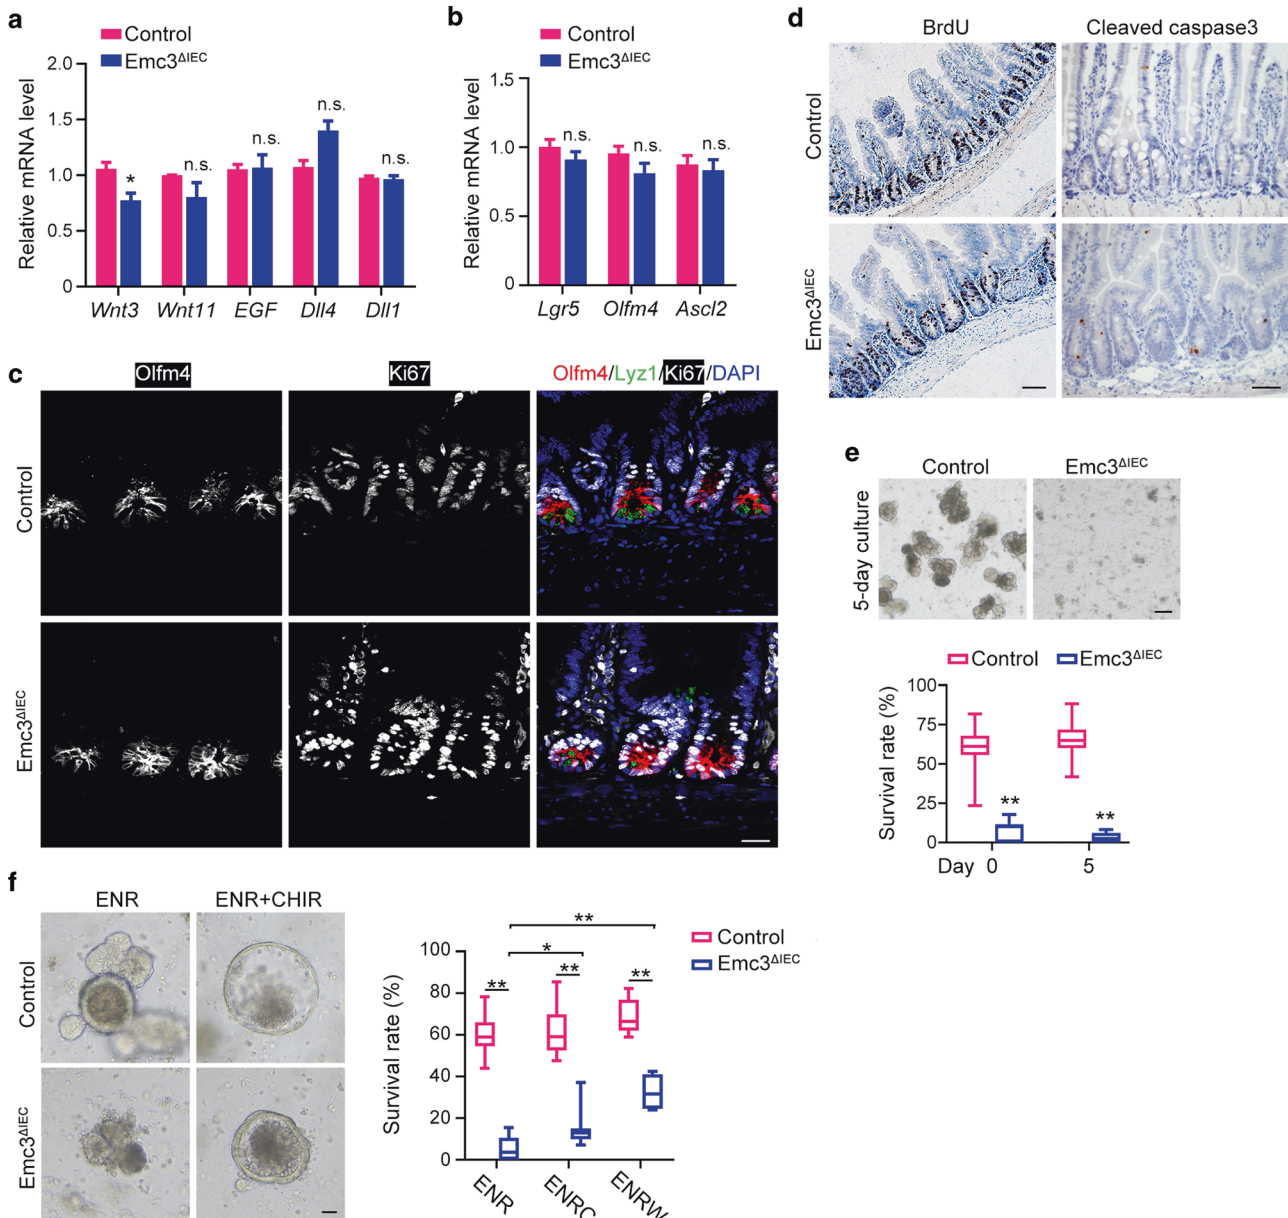 a
Control
Emc3ΔIEC
Relative mRNA level
2.0
1.5
1.0
0.5
0
*
n.s.
n.s.
n.s.
n.s.
Wnt3 Wnt11 EGF Dll4 Dll1
b
Control
Emc3ΔIEC
Relative mRNA level
1.5
1.0
0.5
0
n.s.
n.s.
n.s.
Lgr5 Olfm4 Ascl2
c
Olfm4 Ki67 Olfm4/Lyz1/Ki67/DAPI
Control
Emc3ΔIEC
d
BrdU Cleaved caspase3
Control
Emc3ΔIEC
e
Control Emc3ΔIEC
5-day culture
Control Emc3ΔIEC
Survival rate (%)
100
75
50
25
0
**
**
Day 0 5
f
ENR ENR+CHIR
Control
Emc3ΔIEC
Control
Emc3ΔIEC
Survival rate (%)
100
80
60
40
20
0
**
*
**
**
**
ENR ENRC ENRW